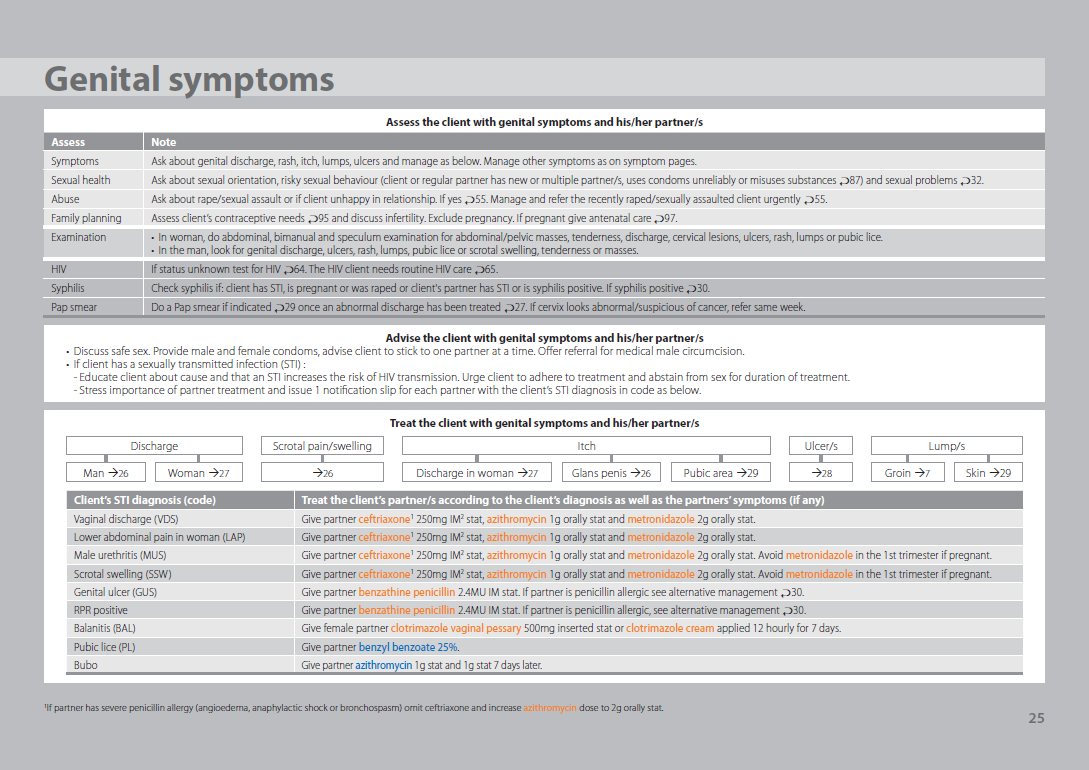 Genital symptoms
Assess the client with genital symptoms and his/her partner/s
Assess Note
Symptoms Ask about genital discharge, rash, itch, lumps, ulcers and manage as below. Manage other symptoms as on symptom pages.
Sexual health Ask about sexual orientation, risky sexual behaviour (client or regular partner has new or multiple partner/s, uses condoms unreliably or misuses substances ⮌87) and sexual problems ⮌32.
Abuse Ask about rape/sexual assault or if client unhappy in relationship. If yes ⮌55. Manage and refer the recently raped/sexually assaulted client urgently ⮌55.
Family planning Assess client's contraceptive needs ⮌95 and discuss infertility. Exclude pregnancy. If pregnant give antenatal care ⮌97.
Examination • In woman, do abdominal, bimanual and speculum examination for abdominal/pelvic masses, tenderness, discharge, cervical lesions, ulcers, rash, lumps or pubic lice.
• In the man, look for genital discharge, ulcers, rash, lumps, pubic lice or scrotal swelling, tenderness or masses.
HIV If status unknown test for HIV ⮌64. The HIV client needs routine HIV care ⮌65.
Syphilis Check syphilis if: client has STI, is pregnant or was raped or client's partner has STI or is syphilis positive. If syphilis positive ⮌30.
Pap smear Do a Pap smear if indicated ⮌29 once an abnormal discharge has been treated ⮌27. If cervix looks abnormal/suspicious of cancer, refer same week.
Advise the client with genital symptoms and his/her partner/s
• Discuss safe sex. Provide male and female condoms, advise client to stick to one partner at a time. Offer referral for medical male circumcision.
• If client has a sexually transmitted infection (STI) :
- Educate client about cause and that an STI increases the risk of HIV transmission. Urge client to adhere to treatment and abstain from sex for duration of treatment.
- Stress importance of partner treatment and issue 1 notification slip for each partner with the client's STI diagnosis in code as below.
Treat the client with genital symptoms and his/her partner/s
Discharge Scrotal pain/swelling Itch Ulcer/s Lump/s
Man →26 Woman →27 →26 Discharge in woman →27 Glans penis →26 Pubic area →29 →28 Groin →7 Skin →29
Client's STI diagnosis (code) Treat the client's partner/s according to the client's diagnosis as well as the partners' symptoms (if any)
Vaginal discharge (VDS) Give partner ceftriaxone¹ 250mg IM² stat, azithromycin 1g orally stat and metronidazole 2g orally stat.
Lower abdominal pain in woman (LAP) Give partner ceftriaxone¹ 250mg IM² stat, azithromycin 1g orally stat and metronidazole 2g orally stat.
Male urethritis (MUS) Give partner ceftriaxone¹ 250mg IM² stat, azithromycin 1g orally stat and metronidazole 2g orally stat. Avoid metronidazole in the 1st trimester if pregnant.
Scrotal swelling (SSW) Give partner ceftriaxone¹ 250mg IM² stat, azithromycin 1g orally stat and metronidazole 2g orally stat. Avoid metronidazole in the 1st trimester if pregnant.
Genital ulcer (GUS) Give partner benzathine penicillin 2.4MU IM stat. If partner is penicillin allergic see alternative management ⮌30.
RPR positive Give partner benzathine penicillin 2.4MU IM stat. If partner is penicillin allergic, see alternative management ⮌30.
Balanitis (BAL) Give female partner clotrimazole vaginal pessary 500mg inserted stat or clotrimazole cream applied 12 hourly for 7 days.
Pubic lice (PL) Give partner benzyl benzoate 25%.
Bubo Give partner azithromycin 1g stat and 1g stat 7 days later.
¹If partner has severe penicillin allergy (angioedema, anaphylactic shock or bronchospasm) omit ceftriaxone and increase azithromycin dose to 2g orally stat.
25